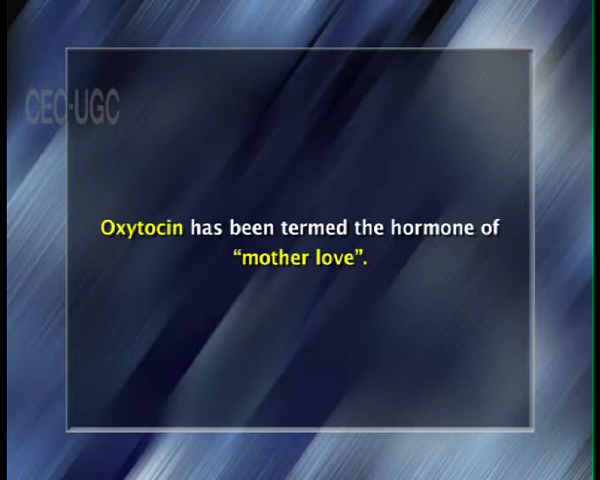 CEC-UGC
Oxytocin has been termed the hormone of
“mother love”.